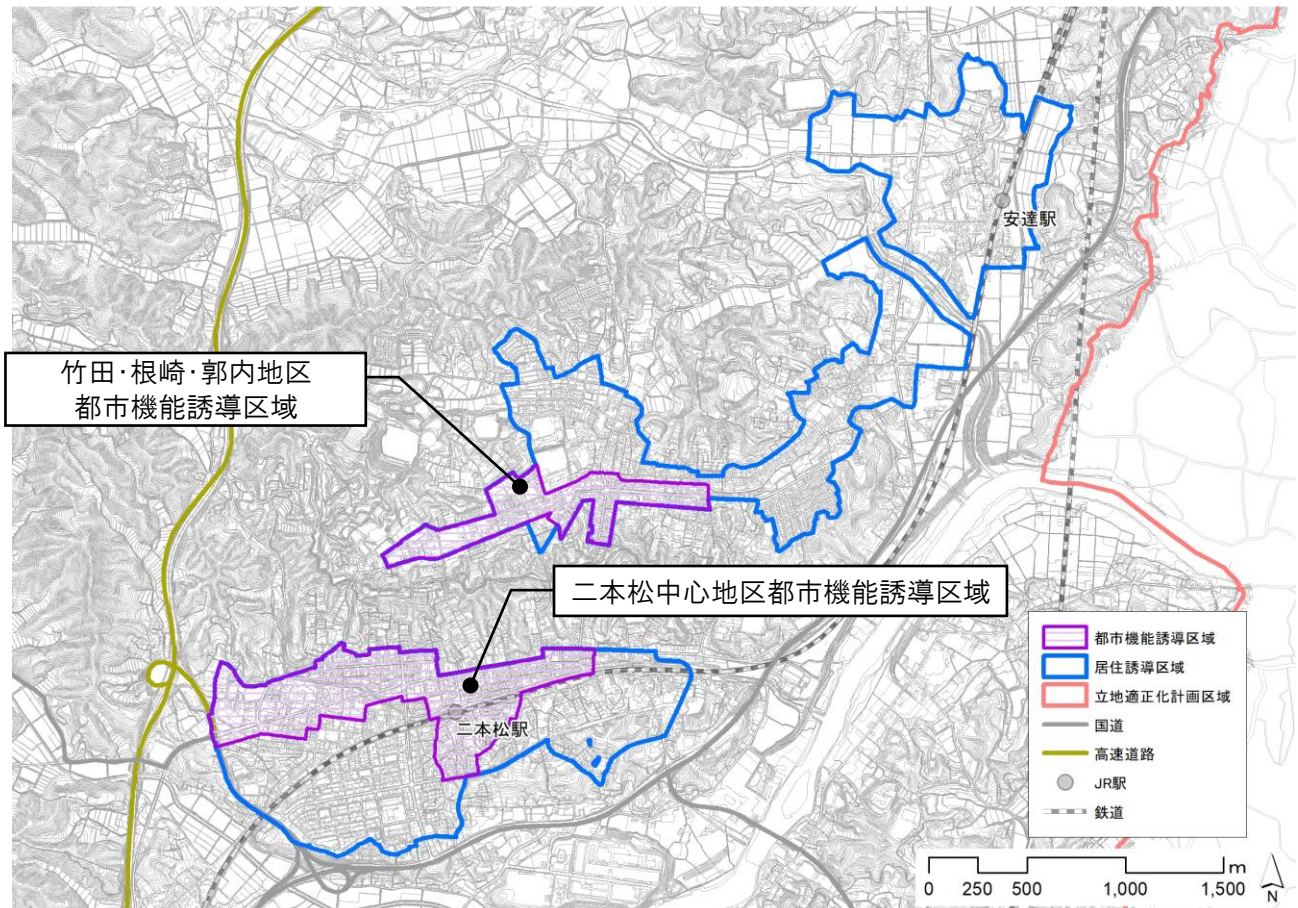 安達駅
竹田・根崎・郭内地区
都市機能誘導区域
二本松中心地区都市機能誘導区域
二本松駅
都市機能誘導区域
居住誘導区域
立地適正化計画区域
国道
高速道路
JR駅
鉄道
0 250 500 1,000 1,500 m
N